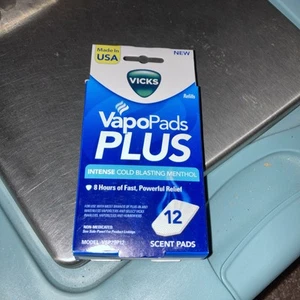 Made in
USA
NEW
VICKS
Refills
VapoPads
PLUS
INTENSE COLD BLASTING MENTHOL
8 Hours of Fast, Powerful Relief
12
NON-MEDICATED
SCENT PADS